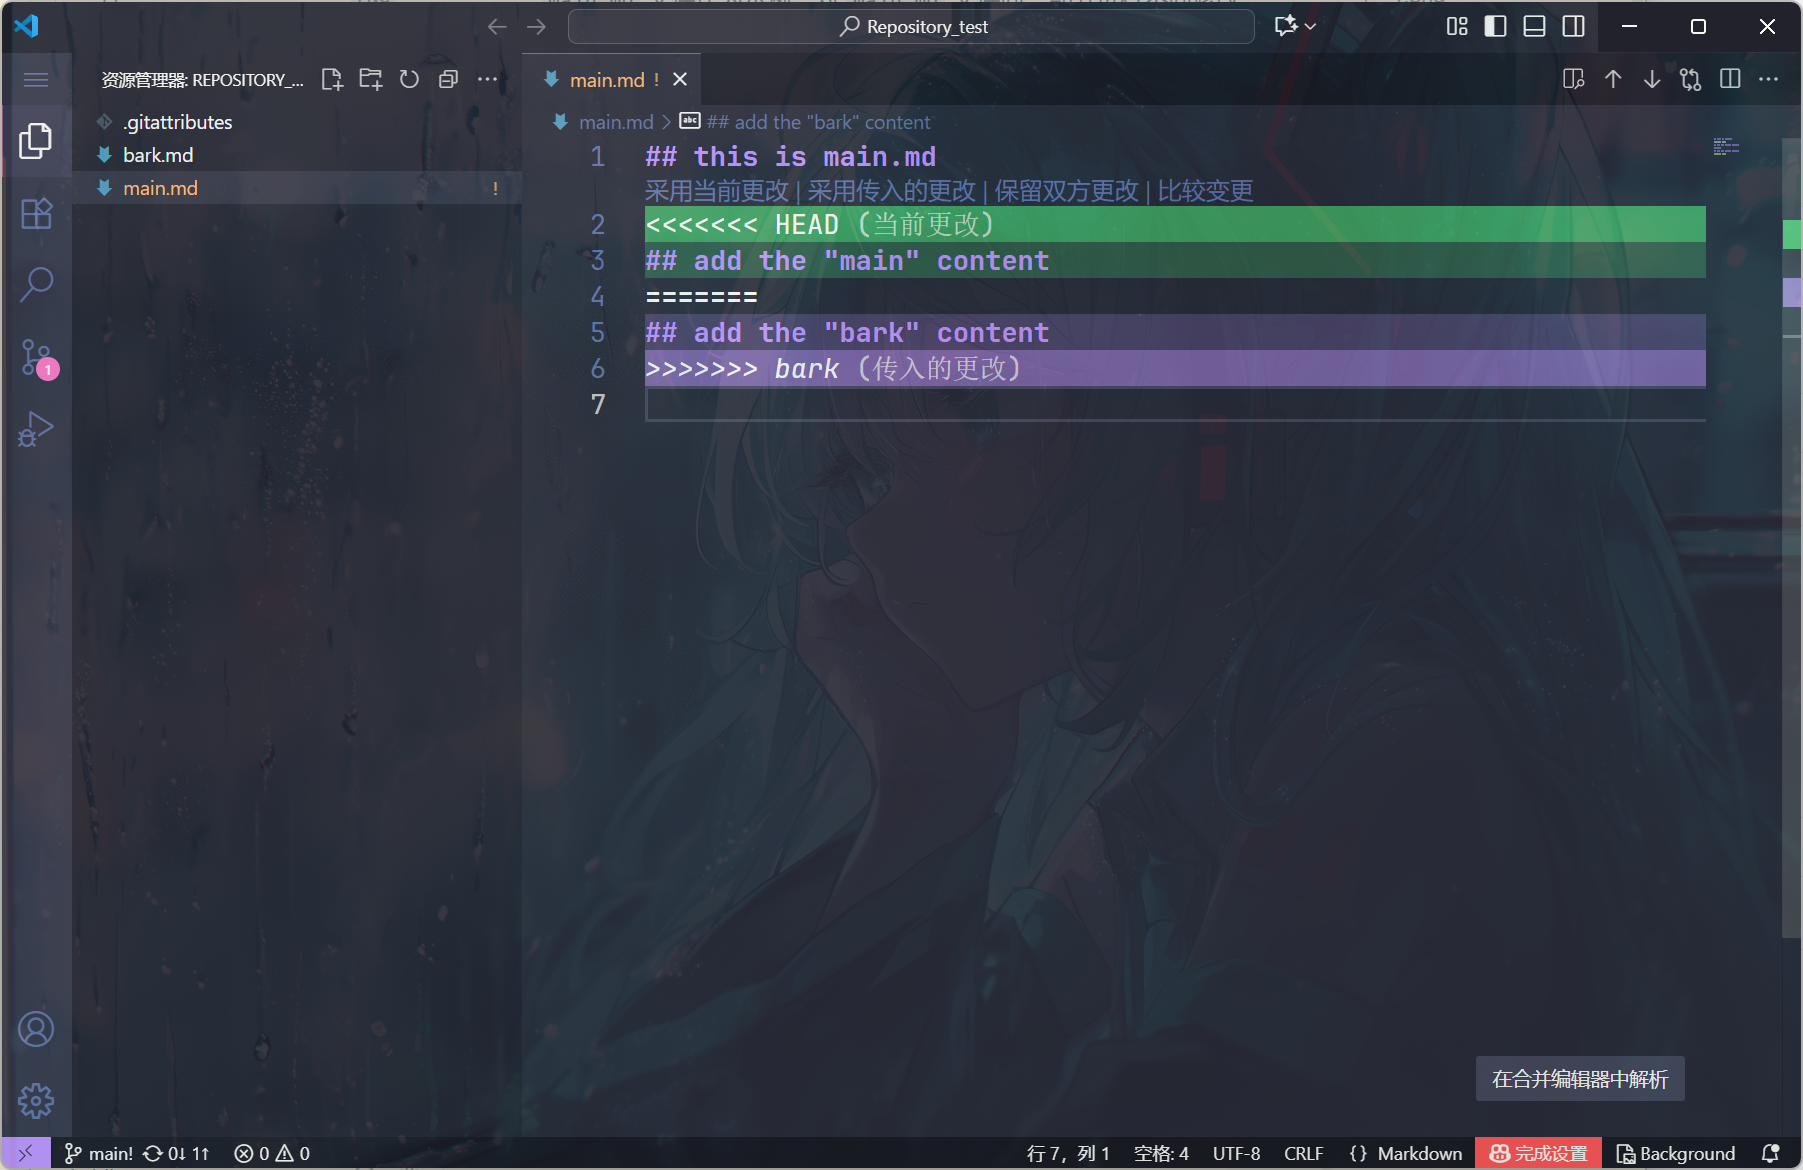 Repository_test
资源管理器: REPOSITORY_...
.gitattributes
bark.md
main.md !
main.md !
main.md > ## add the "bark" content
1 ## this is main.md
采用当前更改 | 采用传入的更改 | 保留双方更改 | 比较变更
2 <<<<<<< HEAD (当前更改)
3 ## add the "main" content
4 =======
5 ## add the "bark" content
6 >>>>>>> bark (传入的更改)
7
1
在合并编辑器中解析
main! 0↓ 1↑ 0 0
行 7，列 1 空格: 4 UTF-8 CRLF {} Markdown 完成设置 Background